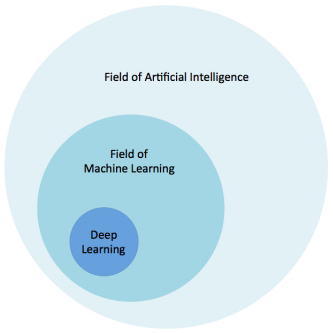 Field of Artificial Intelligence
Field of
Machine Learning
Deep
Learning